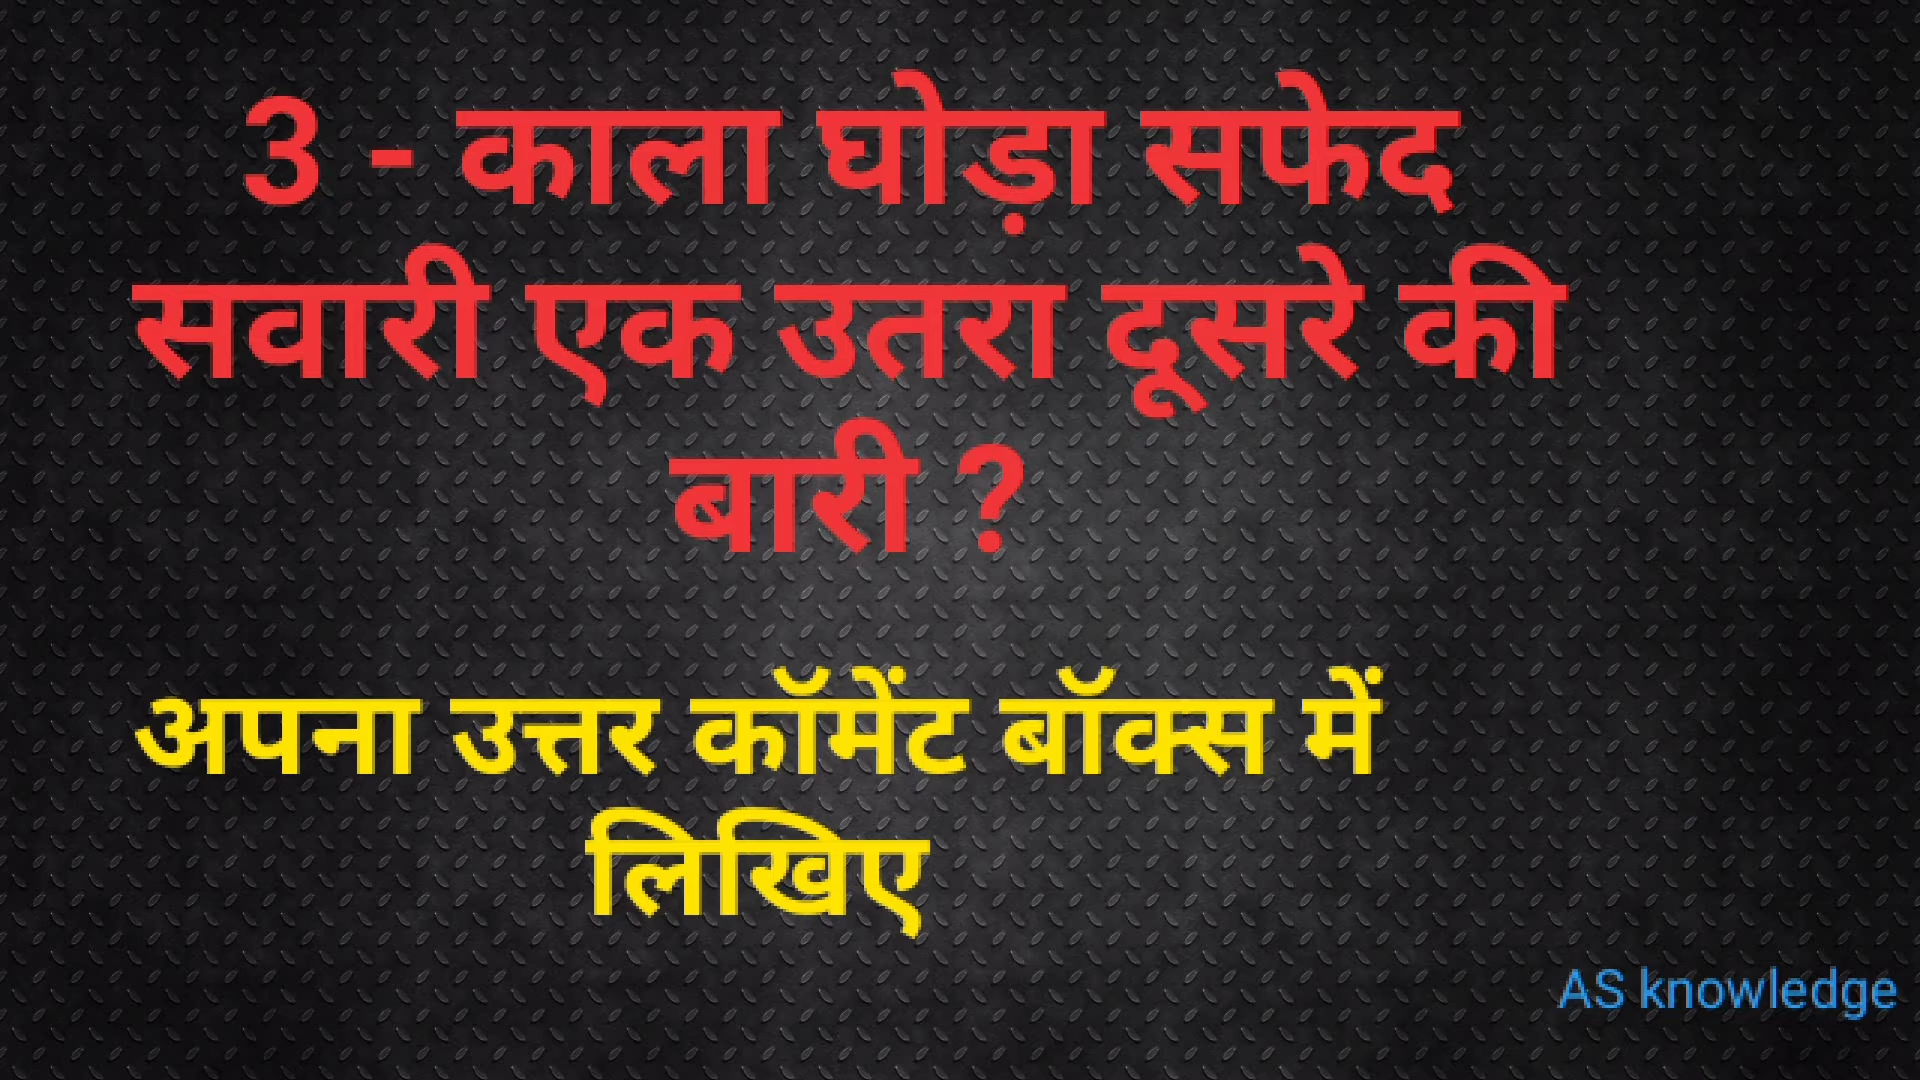 3 - काला घोड़ा सफेद
सवारी एक उतरा दूसरे की
बारी ?
अपना उत्तर कॉमेंट बॉक्स में
लिखिए
AS knowledge